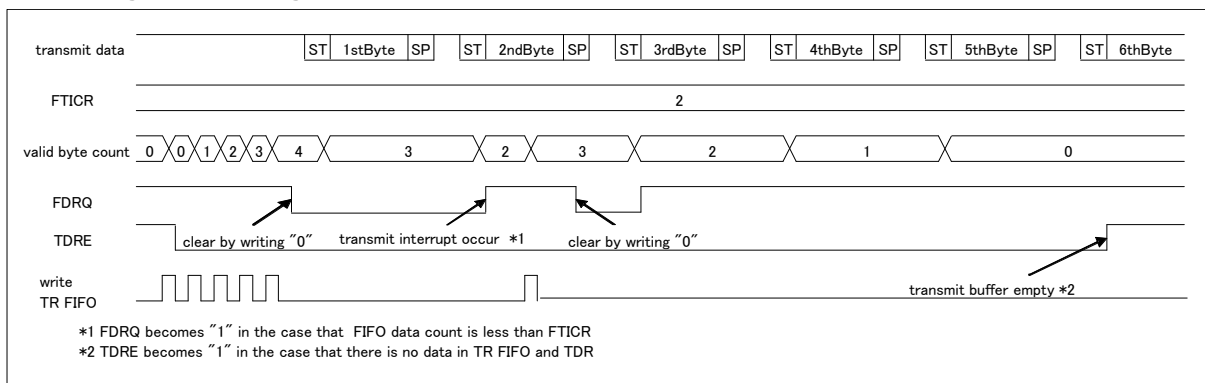 transmit data ST 1stByte SP ST 2ndByte SP ST 3rdByte SP ST 4thByte SP ST 5thByte SP ST 6thByte
FTICR 2
valid byte count 0 0 1 2 3 4 3 2 3 2 1 0
FDRQ
clear by writing "0" transmit interrupt occur *1 clear by writing "0"
TDRE
transmit buffer empty *2
write
TR FIFO
*1 FDRQ becomes "1" in the case that FIFO data count is less than FTICR
*2 TDRE becomes "1" in the case that there is no data in TR FIFO and TDR